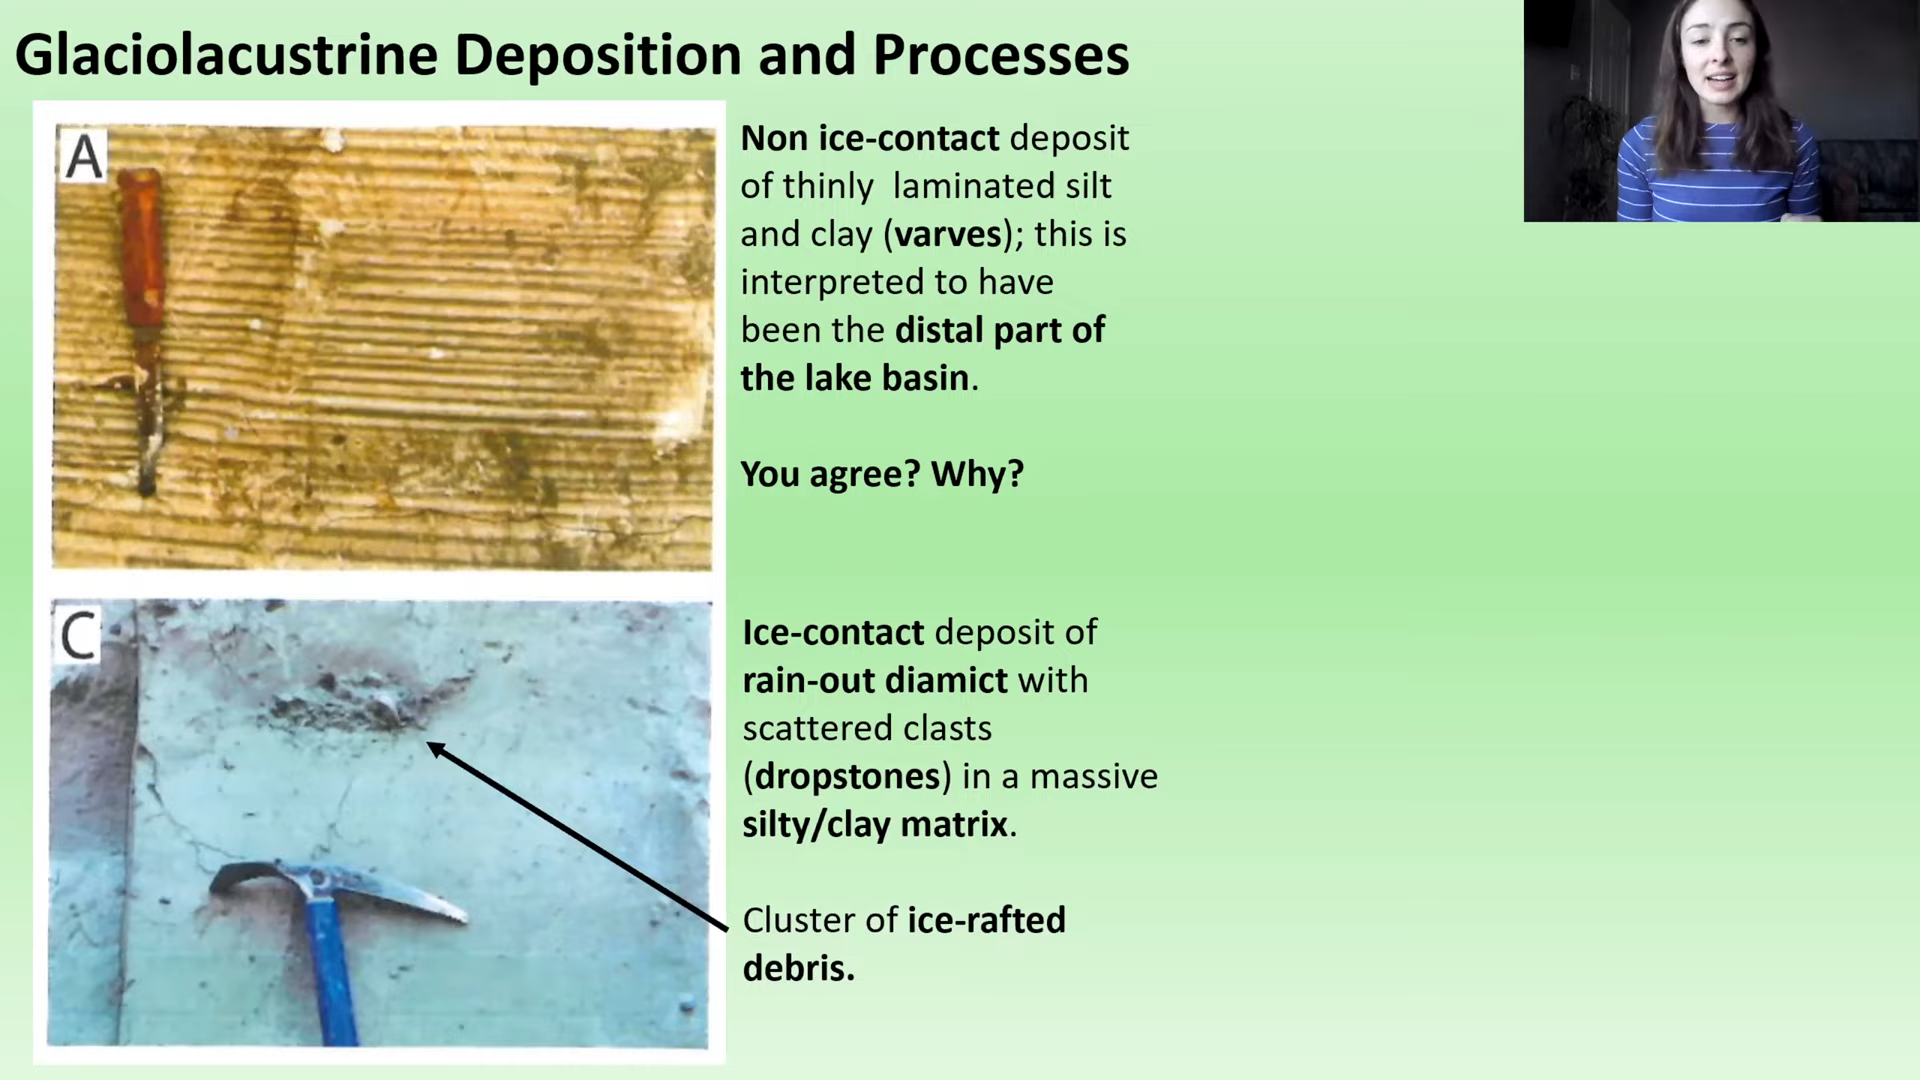 Glaciolacustrine Deposition and Processes
A
Non ice-contact deposit
of thinly laminated silt
and clay (varves); this is
interpreted to have
been the distal part of
the lake basin.
You agree? Why?
C
Ice-contact deposit of
rain-out diamict with
scattered clasts
(dropstones) in a massive
silty/clay matrix.
Cluster of ice-rafted
debris.